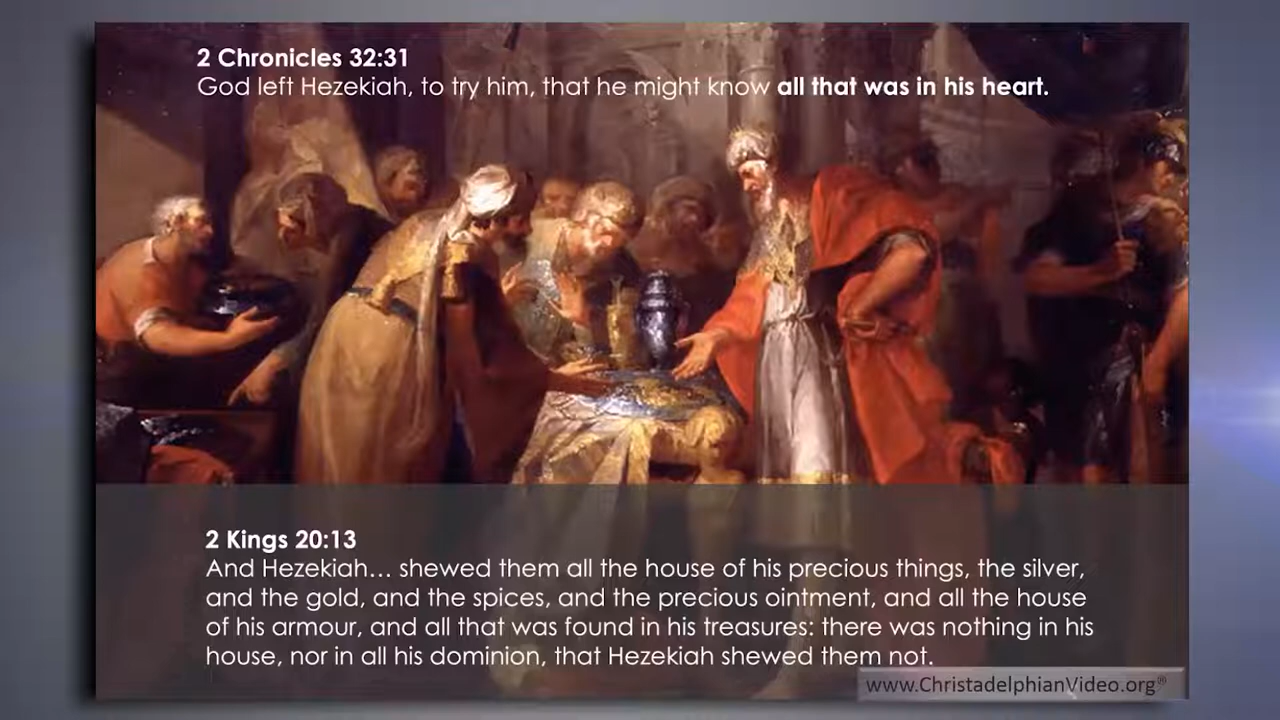 2 Chronicles 32:31
God left Hezekiah, to try him, that he might know all that was in his heart.
2 Kings 20:13
And Hezekiah... shewed them all the house of his precious things, the silver,
and the gold, and the spices, and the precious ointment, and all the house
of his armour, and all that was found in his treasures: there was nothing in his
house, nor in all his dominion, that Hezekiah shewed them not.
www.ChristadelphianVideo.org®